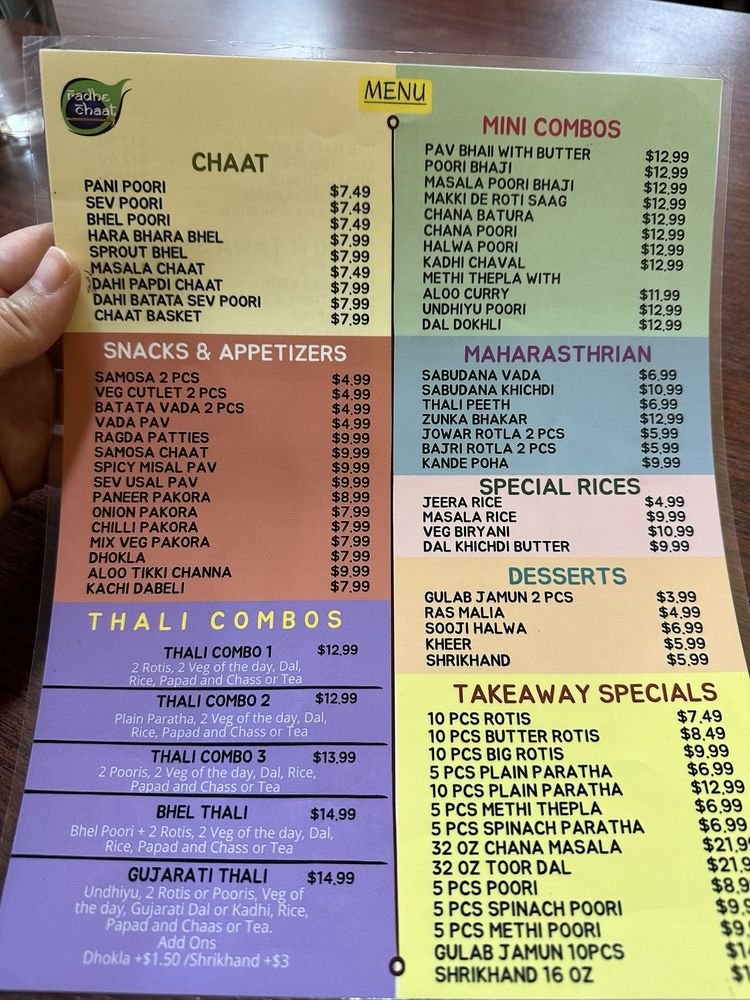 radhe
chaat
MENU
CHAAT
PANI POORI $7.49
SEV POORI $7.49
BHEL POORI $7.49
HARA BHARA BHEL $7.99
SPROUT BHEL $7.99
MASALA CHAAT $7.49
DAHI PAPDI CHAAT $7.99
DAHI BATATA SEV POORI $7.99
CHAAT BASKET $7.99
SNACKS & APPETIZERS
SAMOSA 2 PCS $4.99
VEG CUTLET 2 PCS $4.99
BATATA VADA 2 PCS $4.99
VADA PAV $4.99
RAGDA PATTIES $9.99
SAMOSA CHAAT $9.99
SPICY MISAL PAV $9.99
SEV USAL PAV $9.99
PANEER PAKORA $8.99
ONION PAKORA $7.99
CHILLI PAKORA $7.99
MIX VEG PAKORA $7.99
DHOKLA $7.99
ALOO TIKKI CHANNA $9.99
KACHI DABELI $7.99
THALI COMBOS
THALI COMBO 1 $12.99
2 Rotis, 2 Veg of the day, Dal,
Rice, Papad and Chass or Tea
THALI COMBO 2 $12.99
Plain Paratha, 2 Veg of the day, Dal,
Rice, Papad and Chass or Tea
THALI COMBO 3 $13.99
2 Pooris, 2 Veg of the day, Dal, Rice,
Papad and Chass or Tea
BHEL THALI $14.99
Bhel Poori + 2 Rotis, 2 Veg of the day, Dal,
Rice, Papad and Chass or Tea
GUJARATI THALI $14.99
Undhiyu, 2 Rotis or Pooris, Veg of
the day, Gujarati Dal or Kadhi, Rice,
Papad and Chaas or Tea.
Add Ons
Dhokla +$1.50 /Shrikhand +$3
MINI COMBOS
PAV BHAJI WITH BUTTER $12.99
POORI BHAJI $12.99
MASALA POORI BHAJI $12.99
MAKKI DE ROTI SAAG $12.99
CHANA BATURA $12.99
CHANA POORI $12.99
HALWA POORI $12.99
KADHI CHAVAL $12.99
METHI THEPLA WITH
ALOO CURRY $11.99
UNDHIYU POORI $12.99
DAL DOKHLI $12.99
MAHARASTHRIAN
SABUDANA VADA $6.99
SABUDANA KHICHDI $10.99
THALI PEETH $6.99
ZUNKA BHAKAR $12.99
JOWAR ROTLA 2 PCS $5.99
BAJRI ROTLA 2 PCS $5.99
KANDE POHA $9.99
SPECIAL RICES
JEERA RICE $4.99
MASALA RICE $9.99
VEG BIRYANI $10.99
DAL KHICHDI BUTTER $9.99
DESSERTS
GULAB JAMUN 2 PCS $3.99
RAS MALIA $4.99
SOOJI HALWA $6.99
KHEER $5.99
SHRIKHAND $5.99
TAKEAWAY SPECIALS
10 PCS ROTIS $7.49
10 PCS BUTTER ROTIS $8.49
10 PCS BIG ROTIS $9.99
5 PCS PLAIN PARATHA $6.99
10 PCS PLAIN PARATHA $12.99
5 PCS METHI THEPLA $6.99
5 PCS SPINACH PARATHA $6.99
32 OZ CHANA MASALA $21.9
32 OZ TOOR DAL $21.9
5 PCS POORI $8.9
5 PCS SPINACH POORI $9.9
5 PCS METHI POORI $9.
GULAB JAMUN 10PCS
SHRIKHAND 16 OZ